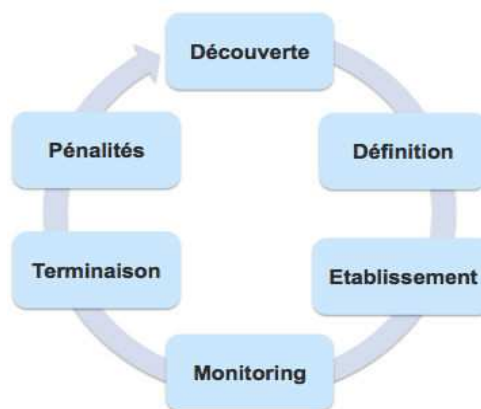 Découverte
Définition
Etablissement
Monitoring
Terminaison
Pénalités